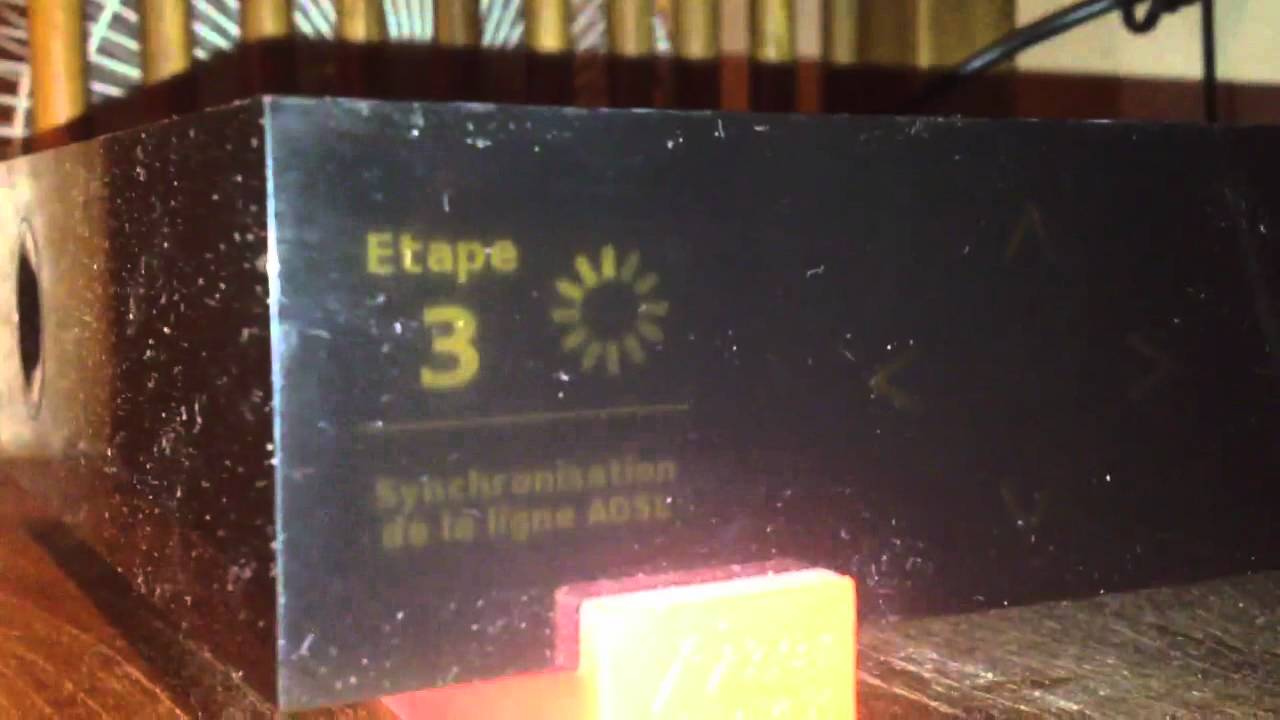 Etape
3
Synchronisation
de la ligne ADSL